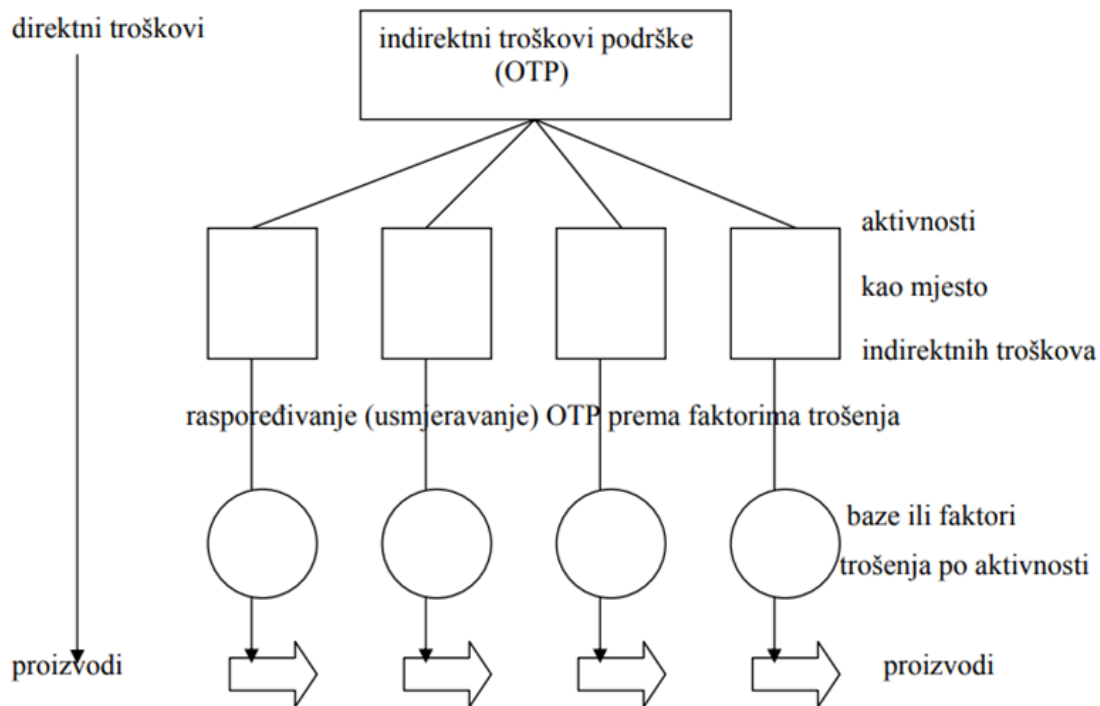 direktni troškovi
indirektni troškovi podrške
(OTP)
aktivnosti
kao mjesto
indirektnih troškova
raspoređivanje (usmjeravanje) OTP prema faktorima trošenja
baze ili faktori
trošenja po aktivnosti
proizvodi
proizvodi